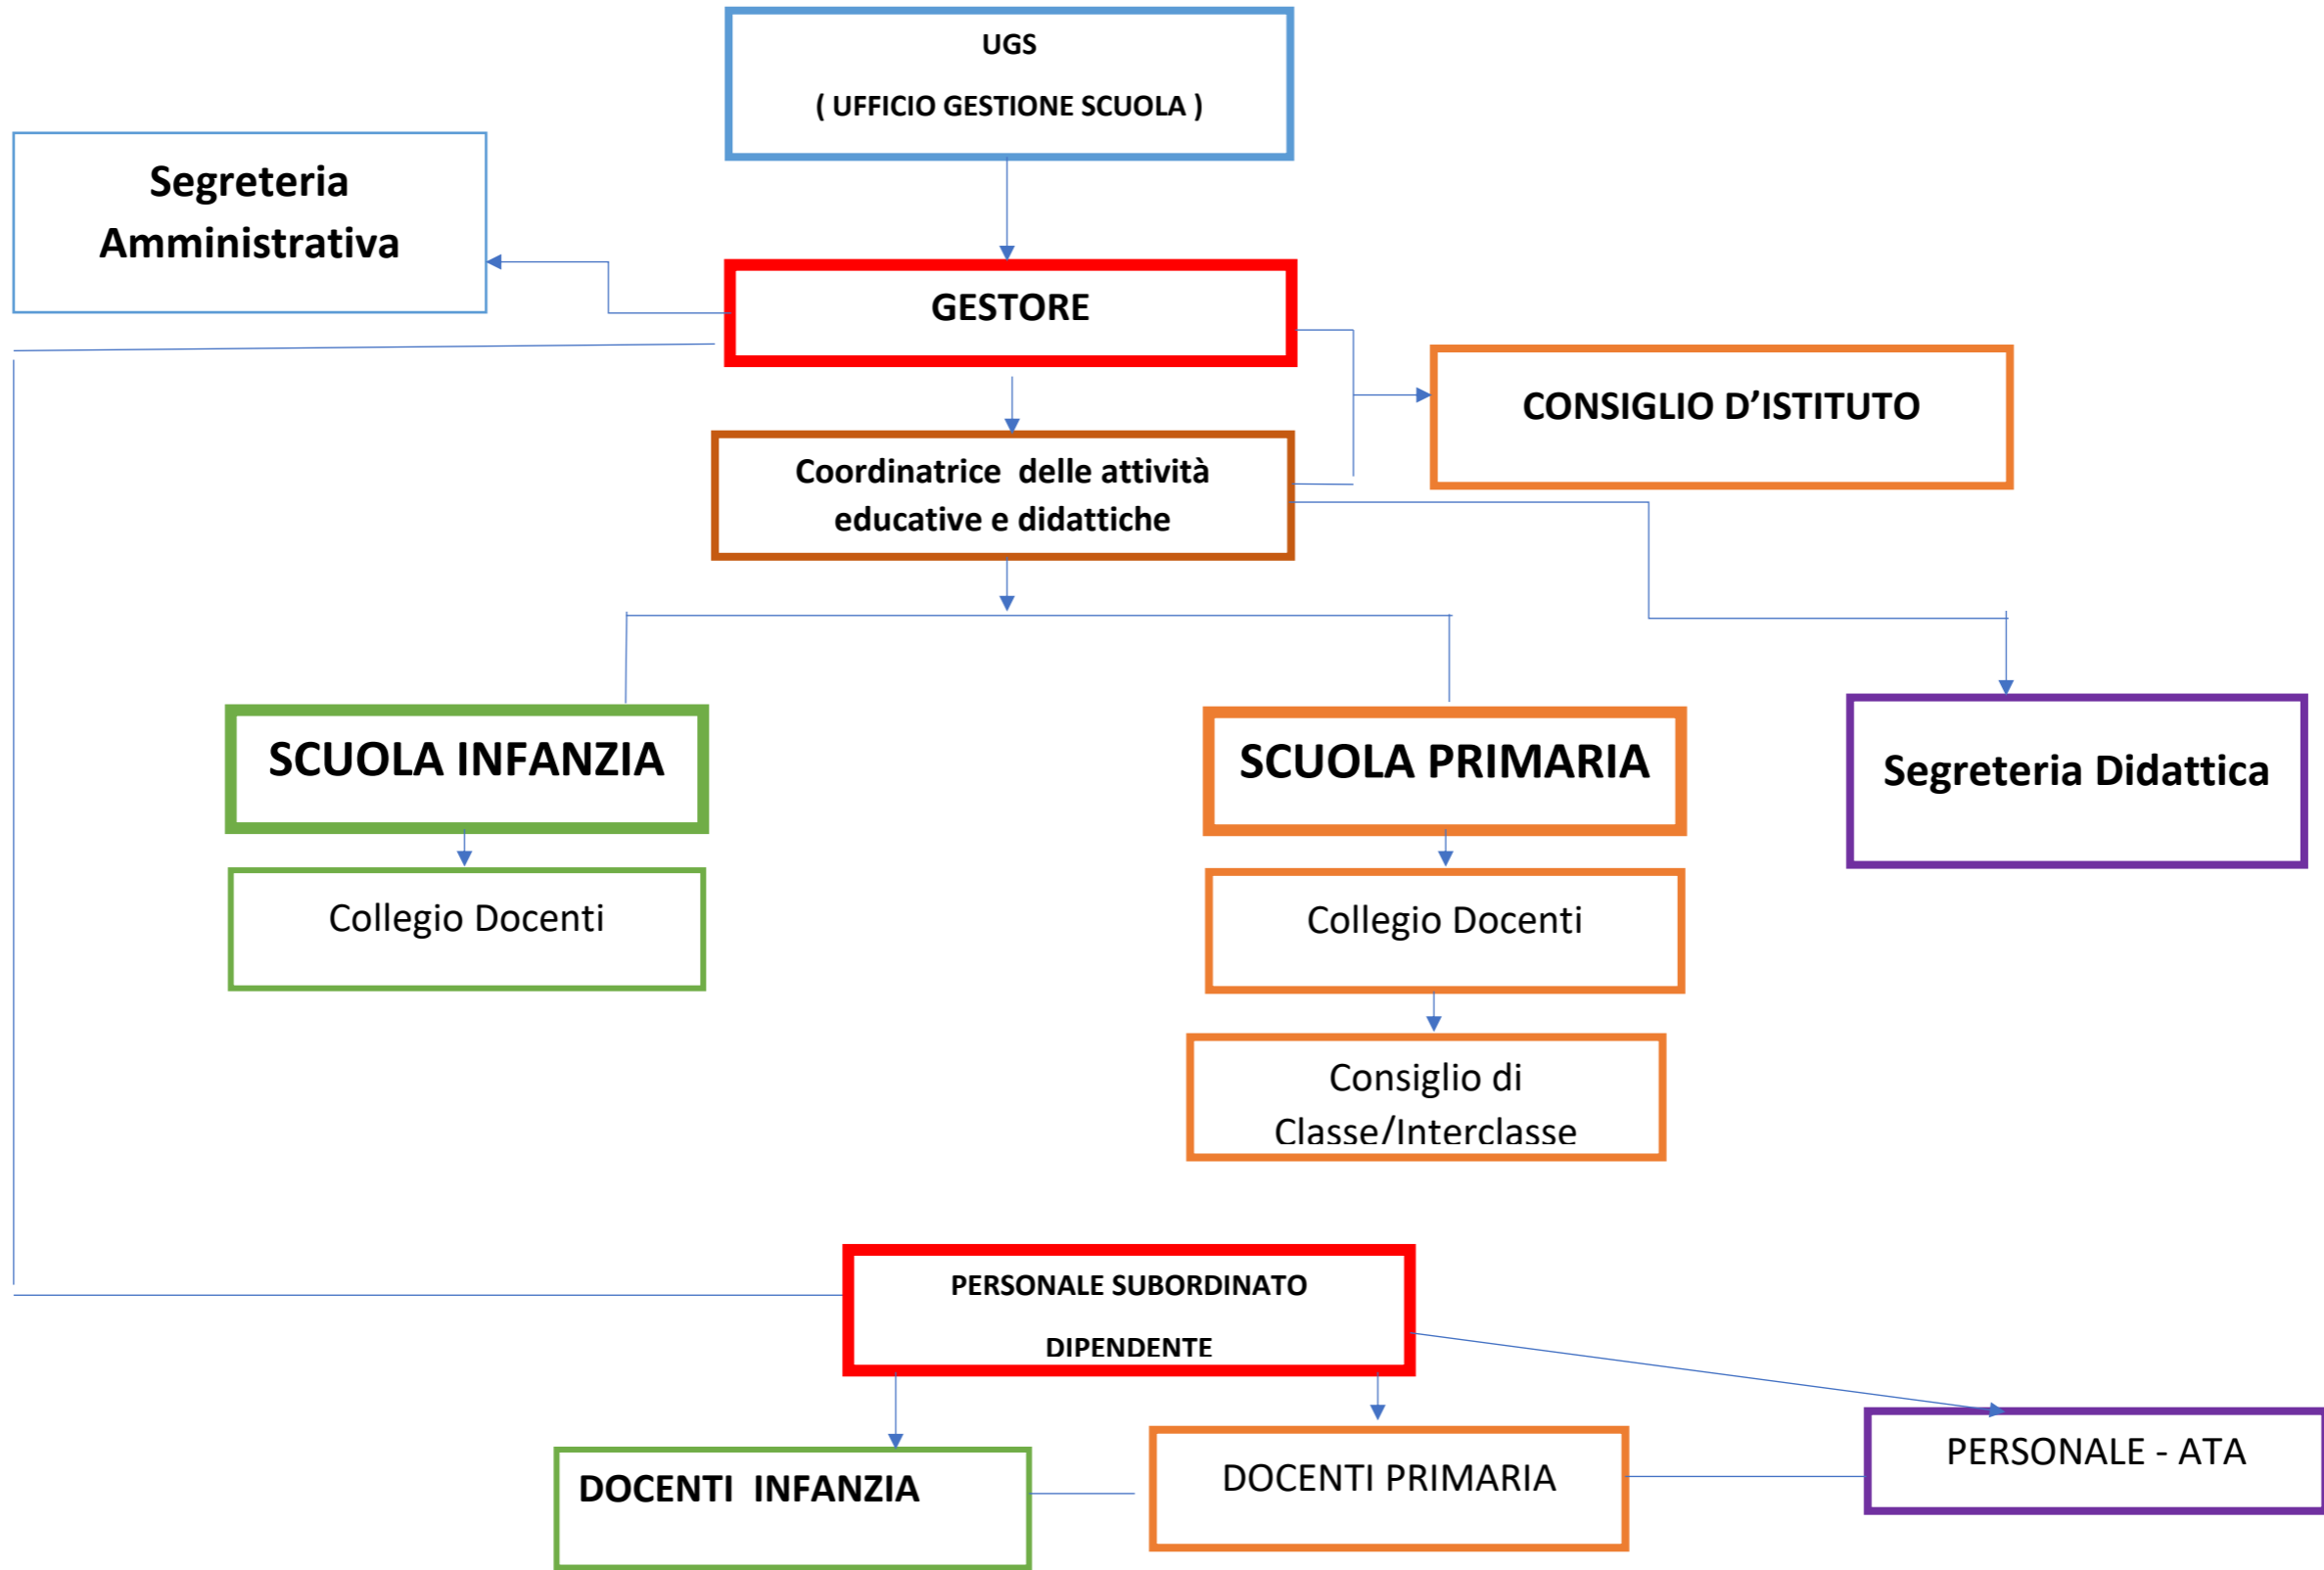 UGS
( UFFICIO GESTIONE SCUOLA )
Segreteria
Amministrativa
GESTORE
CONSIGLIO D’ISTITUTO
Coordinatrice  delle attività
educative e didattiche
SCUOLA INFANZIA
SCUOLA PRIMARIA
Segreteria Didattica
Collegio Docenti
Collegio Docenti
Consiglio di
Classe/Interclasse
PERSONALE SUBORDINATO
DIPENDENTE
DOCENTI  INFANZIA
DOCENTI PRIMARIA
PERSONALE - ATA